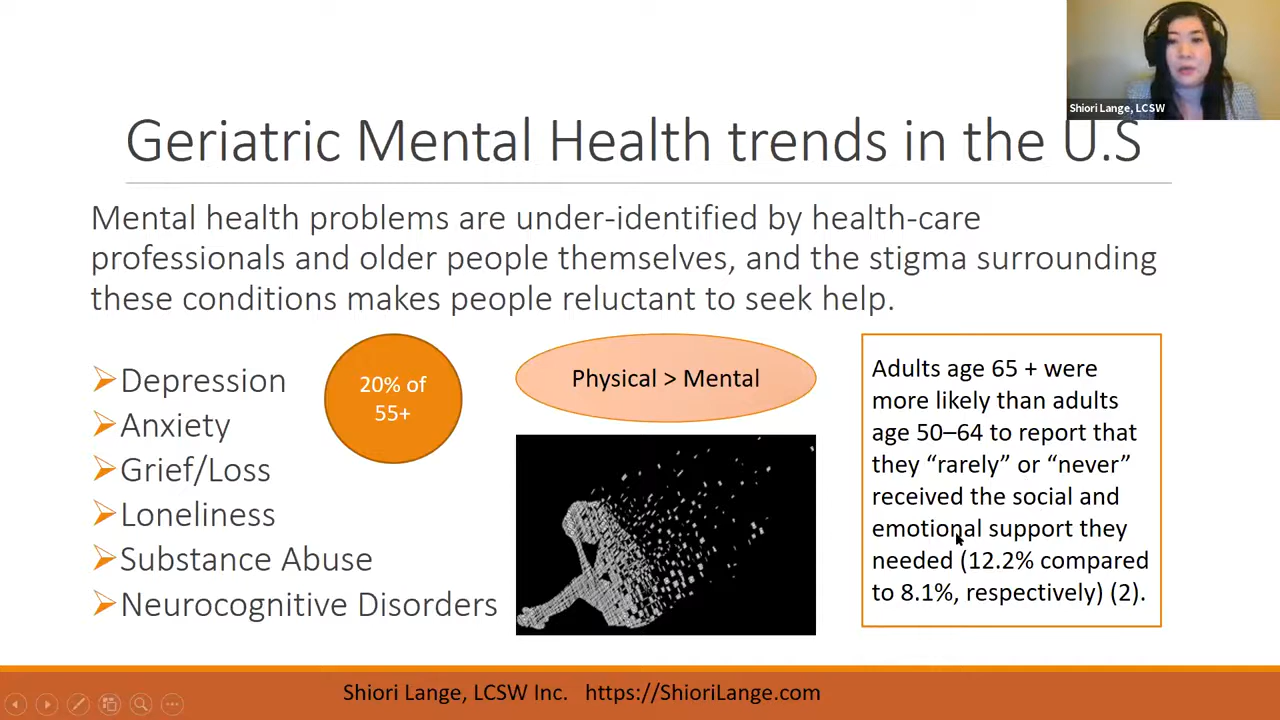 Shiori Lange, LCSW
Geriatric Mental Health trends in the U.S
Mental health problems are under-identified by health-care
professionals and older people themselves, and the stigma surrounding
these conditions makes people reluctant to seek help.
Depression
Anxiety
Grief/Loss
Loneliness
Substance Abuse
Neurocognitive Disorders
20% of
55+
Physical > Mental
Adults age 65 + were
more likely than adults
age 50–64 to report that
they “rarely” or “never”
received the social and
emotional support they
needed (12.2% compared
to 8.1%, respectively) (2).
Shiori Lange, LCSW Inc. https://ShioriLange.com